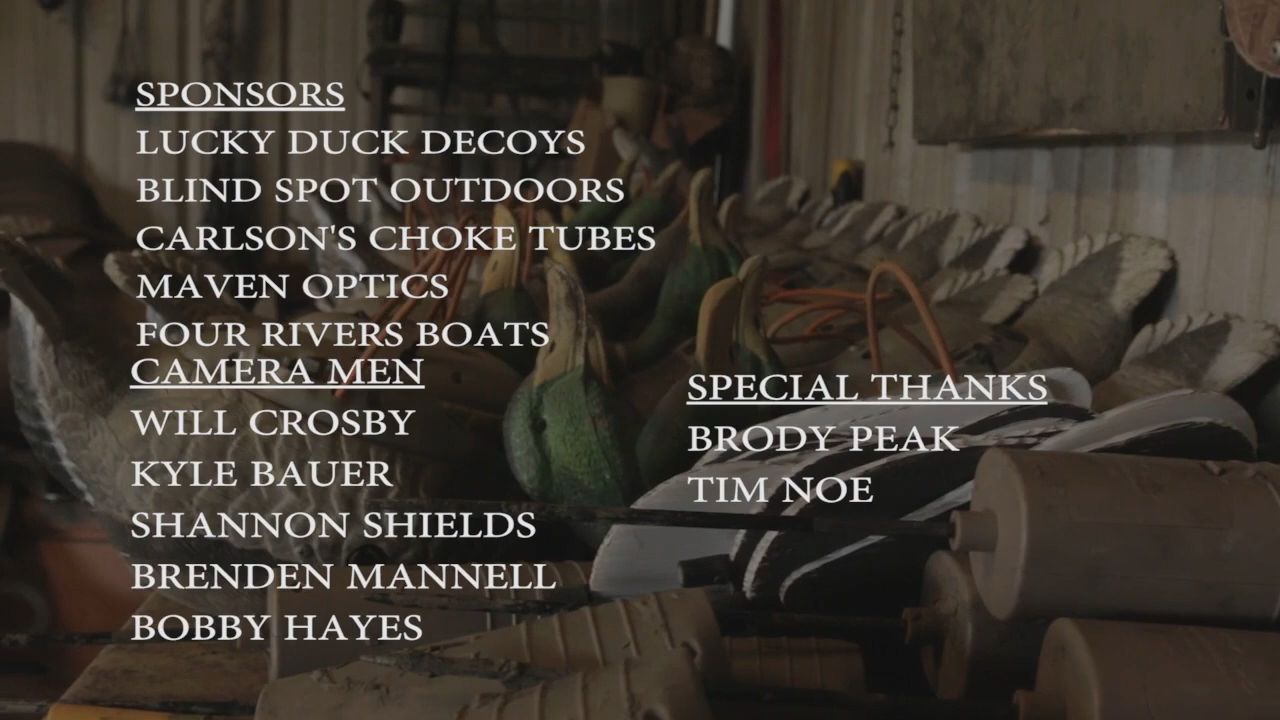 SPONSORS
LUCKY DUCK DECOYS
BLIND SPOT OUTDOORS
CARLSON'S CHOKE TUBES
MAVEN OPTICS
FOUR RIVERS BOATS
CAMERA MEN
WILL CROSBY
KYLE BAUER
SHANNON SHIELDS
BRENDEN MANNELL
BOBBY HAYES
SPECIAL THANKS
BRODY PEAK
TIM NOE